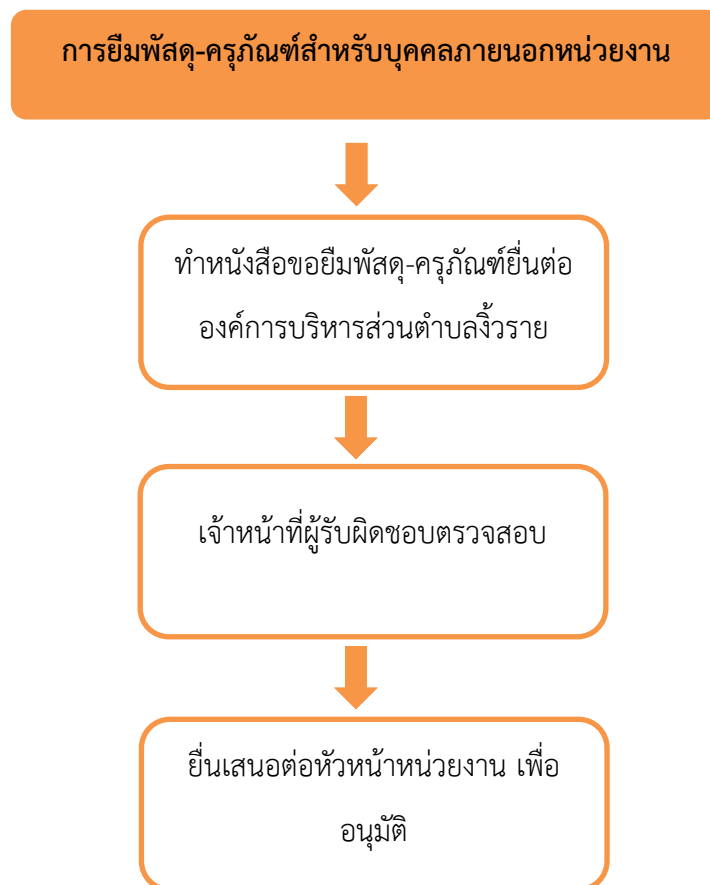 การยืมพัสดุ-ครุภัณฑ์สำหรับบุคคลภายนอกหน่วยงาน
ทำหนังสือขอยืมพัสดุ-ครุภัณฑ์ยื่นต่อ
องค์การบริหารส่วนตำบลงิ้วราย
เจ้าหน้าที่ผู้รับผิดชอบตรวจสอบ
ยื่นเสนอต่อหัวหน้าหน่วยงาน เพื่อ
อนุมัติ